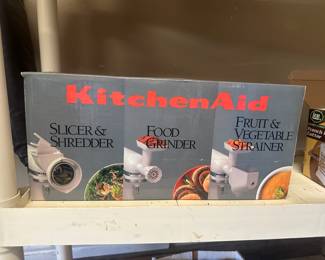 KitchenAid
SLICER &
SHREDDER
FOOD
GRINDER
FRUIT &
VEGETABLE
STRAINER